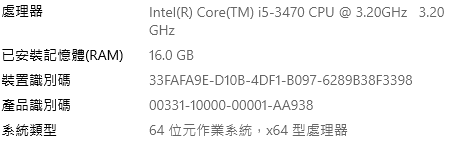 處理器 Intel(R) Core(TM) i5-3470 CPU @ 3.20GHz 3.20
GHz
已安裝記憶體(RAM) 16.0 GB
裝置識別碼 33FAFA9E-D10B-4DF1-B097-6289B38F3398
產品識別碼 00331-10000-00001-AA938
系統類型 64 位元作業系統，x64 型處理器